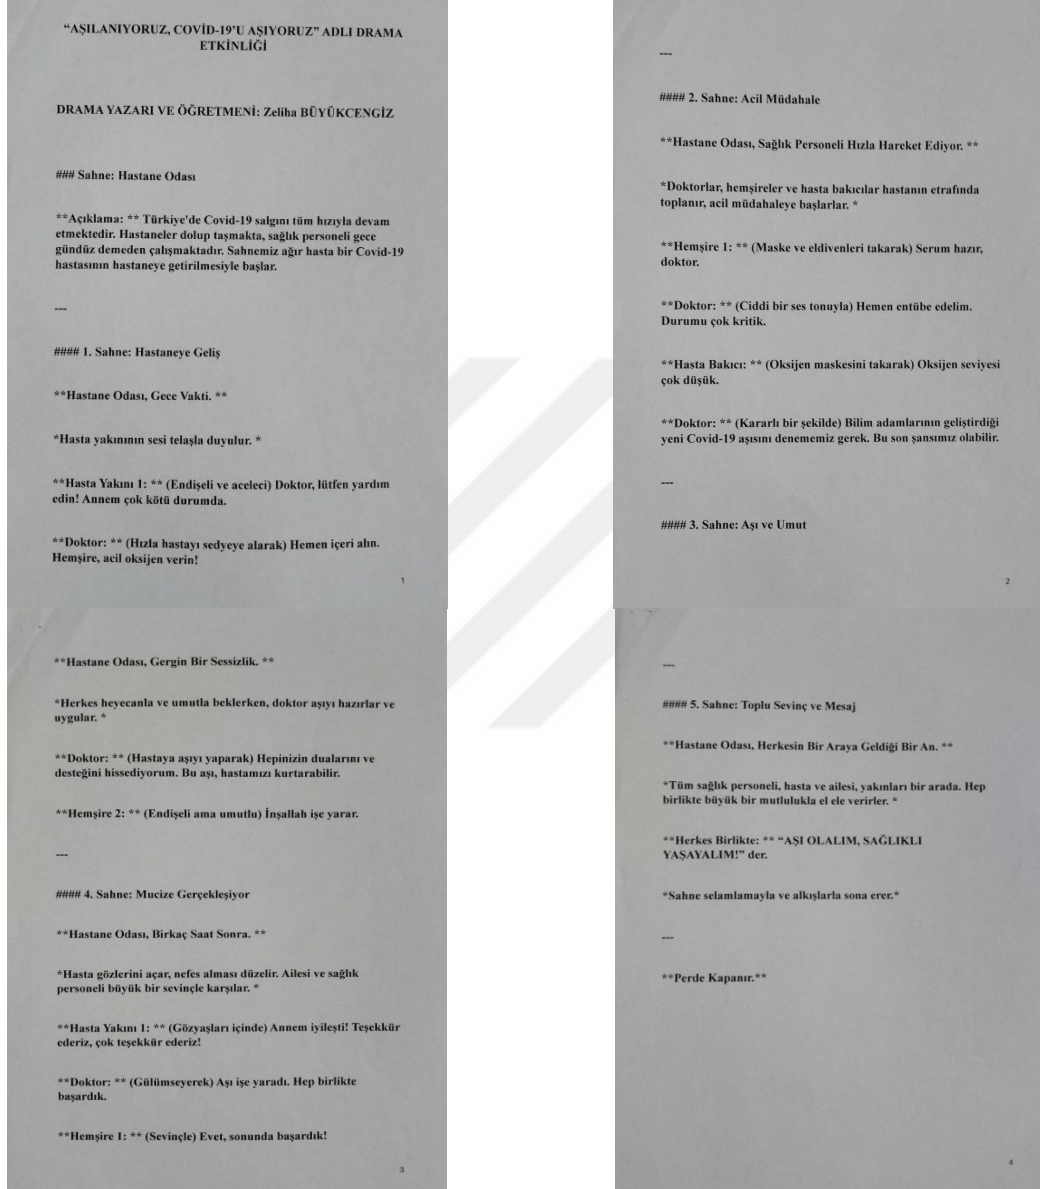 “AŞILANIYORUZ, COVİD-19’U AŞIYORUZ” ADLI DRAMA
ETKİNLİĞİ
DRAMA YAZARI VE ÖĞRETMENİ: Zeliha BÜYÜKCENGİZ
### Sahne: Hastane Odası
**Açıklama: ** Türkiye'de Covid-19 salgını tüm hızıyla devam
etmektedir. Hastaneler dolup taşmakta, sağlık personeli gece
gündüz demeden çalışmaktadır. Sahnemiz ağır hasta bir Covid-19
hastasının hastaneye getirilmesiyle başlar.
---
#### 1. Sahne: Hastaneye Geliş
**Hastane Odası, Gece Vakti. **
*Hasta yakınının sesi telaşla duyulur. *
**Hasta Yakını 1: ** (Endişeli ve aceleci) Doktor, lütfen yardım
edin! Annem çok kötü durumda.
**Doktor: ** (Hızla hastayı sedyeye alarak) Hemen içeri alın.
Hemşire, acil oksijen verin!
1
---
#### 2. Sahne: Acil Müdahale
**Hastane Odası, Sağlık Personeli Hızla Hareket Ediyor. **
*Doktorlar, hemşireler ve hasta bakıcılar hastanın etrafında
toplanır, acil müdahaleye başlarlar. *
**Hemşire 1: ** (Maske ve eldivenleri takarak) Serum hazır,
doktor.
**Doktor: ** (Ciddi bir ses tonuyla) Hemen entübe edelim.
Durumu çok kritik.
**Hasta Bakıcı: ** (Oksijen maskesini takarak) Oksijen seviyesi
çok düşük.
**Doktor: ** (Kararlı bir şekilde) Bilim adamlarının geliştirdiği
yeni Covid-19 aşısını denememiz gerek. Bu son şansımız olabilir.
---
#### 3. Sahne: Aşı ve Umut
2
**Hastane Odası, Gergin Bir Sessizlik. **
*Herkes heyecanla ve umutla beklerken, doktor aşıyı hazırlar ve
uygular. *
**Doktor: ** (Hastaya aşıyı yaparak) Hepinizin dualarını ve
desteğini hissediyorum. Bu aşı, hastamızı kurtarabilir.
**Hemşire 2: ** (Endişeli ama umutlu) İnşallah işe yarar.
---
#### 4. Sahne: Mucize Gerçekleşiyor
**Hastane Odası, Birkaç Saat Sonra. **
*Hasta gözlerini açar, nefes alması düzelir. Ailesi ve sağlık
personeli büyük bir sevinçle karşılar. *
**Hasta Yakını 1: ** (Gözyaşları içinde) Annem iyileşti! Teşekkür
ederiz, çok teşekkür ederiz!
**Doktor: ** (Gülümseyerek) Aşı işe yaradı. Hep birlikte
başardık.
**Hemşire 1: ** (Sevinçle) Evet, sonunda başardık!
3
---
#### 5. Sahne: Toplu Sevinç ve Mesaj
**Hastane Odası, Herkesin Bir Araya Geldiği Bir An. **
*Tüm sağlık personeli, hasta ve ailesi, yakınları bir arada. Hep
birlikte büyük bir mutlulukla el ele verirler. *
**Herkes Birlikte: ** “AŞI OLALIM, SAĞLIKLI
YAŞAYALIM!” der.
*Sahne selamlamayla ve alkışlarla sona erer.*
---
**Perde Kapanır.**
4